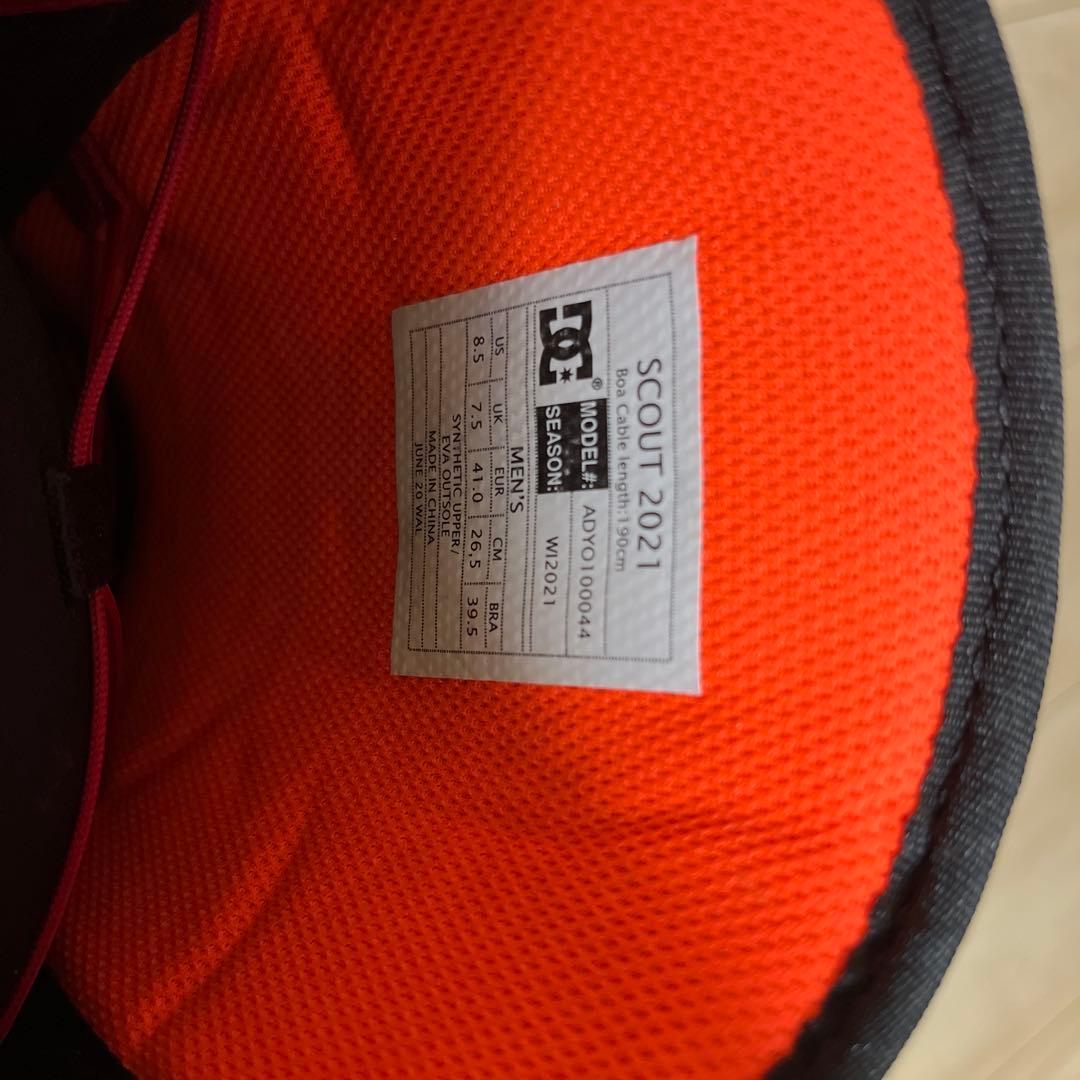 SCOUT 2021
Boa Cable length:190cm
DC®
MODEL#: ADYO100044
SEASON: WI2021
MEN'S
US UK EUR CM BRA
8.5 7.5 41.0 26,5 39.5
SYNTHETIC UPPER/
EVA OUTSOLE
MADE IN CHINA
JUNE 20 WAL